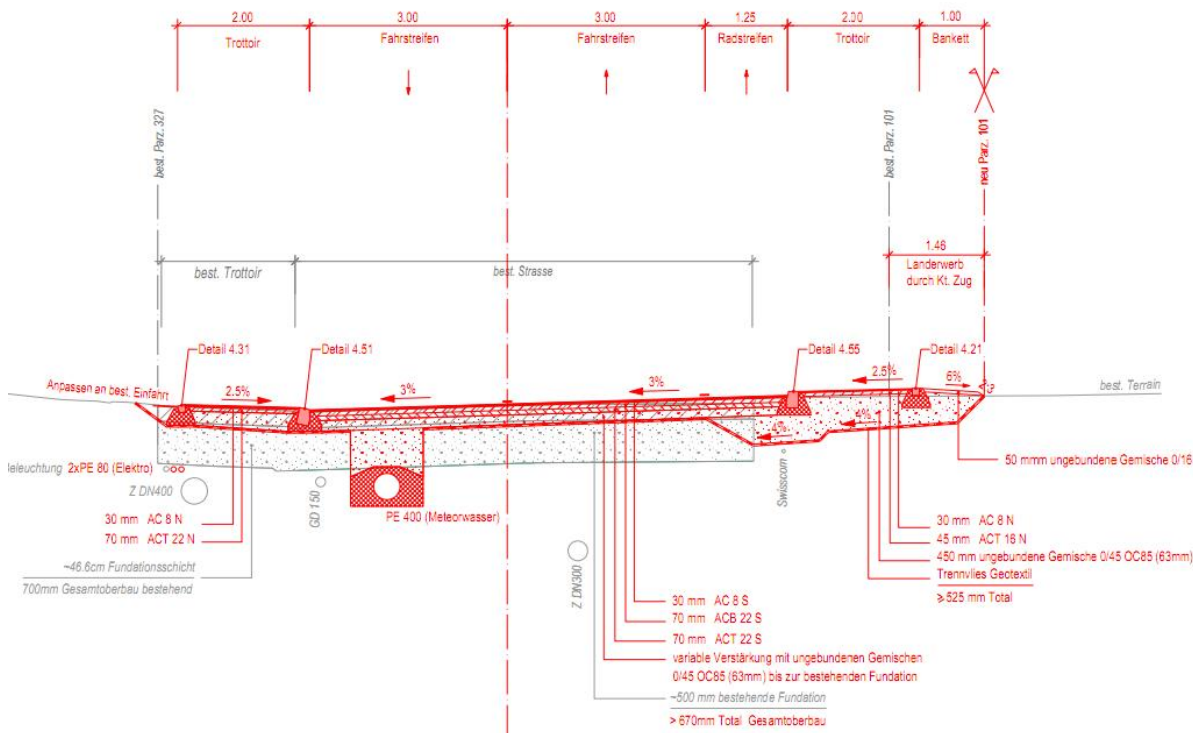 2.00
3.00
3.00
1.25
2.00
1.00
Trottoir
Fahrstreifen
Fahrstreifen
Radstreifen
Trottoir
Bankett
best. Parz. 327
best. Parz. 101
neu Parz. 101
1.46
Landerwerb
durch Kt. Zug
best. Trottoir
best. Strasse
Detail 4.31
Detail 4.51
Detail 4.55
Detail 4.21
Anpassen an best. Einfahrt
2.5%
3%
3%
2.5%
6%
best. Terrain
4%
4%
eleuchtung 2xPE 80 (Elektro)
Z DN400
GD 150
PE 400 (Meteorwasser)
Swisscom
50 mmm ungebundene Gemische 0/16
30 mm AC 8 N
70 mm ACT 22 N
~46.6cm Fundationsschicht
700mm Gesamtoberbau bestehend
Z DN300
30 mm AC 8 N
45 mm ACT 16 N
450 mm ungebundene Gemische 0/45 OC85 (63mm)
Trennvlies Geotextil
≥525 mm Total
30 mm AC 8 S
70 mm ACB 22 S
70 mm ACT 22 S
variable Verstärkung mit ungebundenen Gemischen
0/45 OC85 (63mm) bis zur bestehenden Fundation
~500 mm bestehende Fundation
> 670mm Total Gesamtoberbau